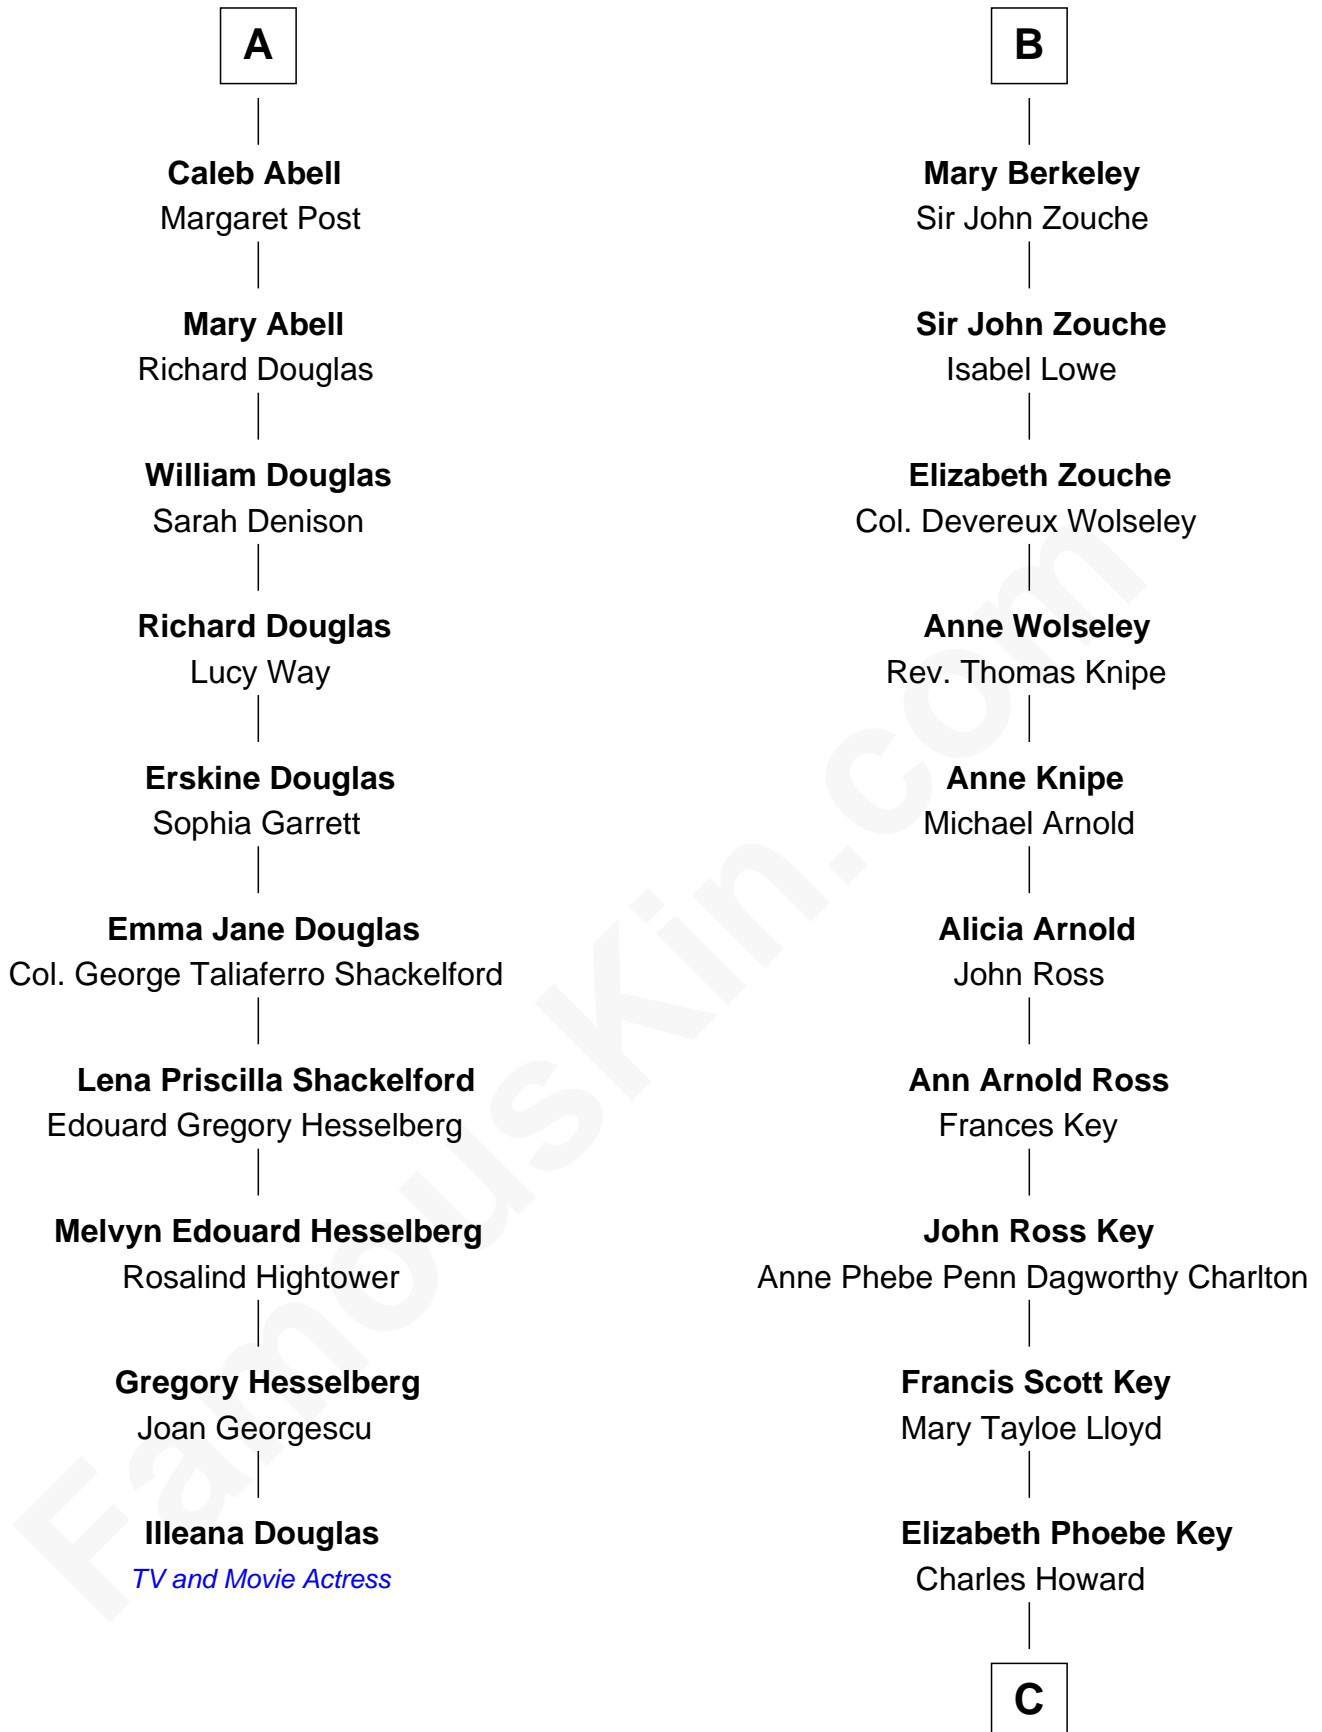 A
Caleb Abell
Margaret Post
Mary Abell
Richard Douglas
William Douglas
Sarah Denison
Richard Douglas
Lucy Way
Erskine Douglas
Sophia Garrett
Emma Jane Douglas
Col. George Taliaferro Shackelford
Lena Priscilla Shackelford
Edouard Gregory Hesselberg
Melvyn Edouard Hesselberg
Rosalind Hightower
Gregory Hesselberg
Joan Georgescu
Illeana Douglas
TV and Movie Actress
B
Mary Berkeley
Sir John Zouche
Sir John Zouche
Isabel Lowe
Elizabeth Zouche
Col. Devereux Wolseley
Anne Wolseley
Rev. Thomas Knipe
Anne Knipe
Michael Arnold
Alicia Arnold
John Ross
Ann Arnold Ross
Frances Key
John Ross Key
Anne Phebe Penn Dagworthy Charlton
Francis Scott Key
Mary Tayloe Lloyd
Elizabeth Phoebe Key
Charles Howard
C
FamousKin.com